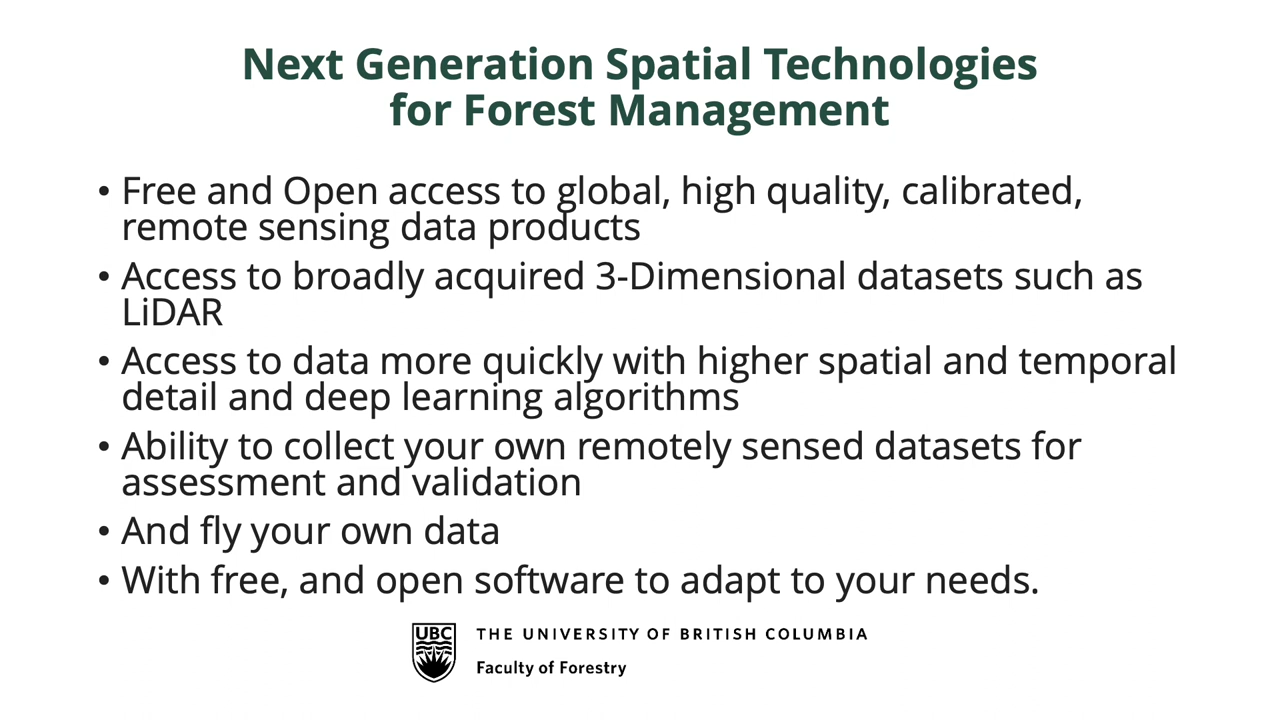 Next Generation Spatial Technologies
for Forest Management
• Free and Open access to global, high quality, calibrated,
remote sensing data products
• Access to broadly acquired 3-Dimensional datasets such as
LiDAR
• Access to data more quickly with higher spatial and temporal
detail and deep learning algorithms
• Ability to collect your own remotely sensed datasets for
assessment and validation
• And fly your own data
• With free, and open software to adapt to your needs.
UBC
THE UNIVERSITY OF BRITISH COLUMBIA
Faculty of Forestry